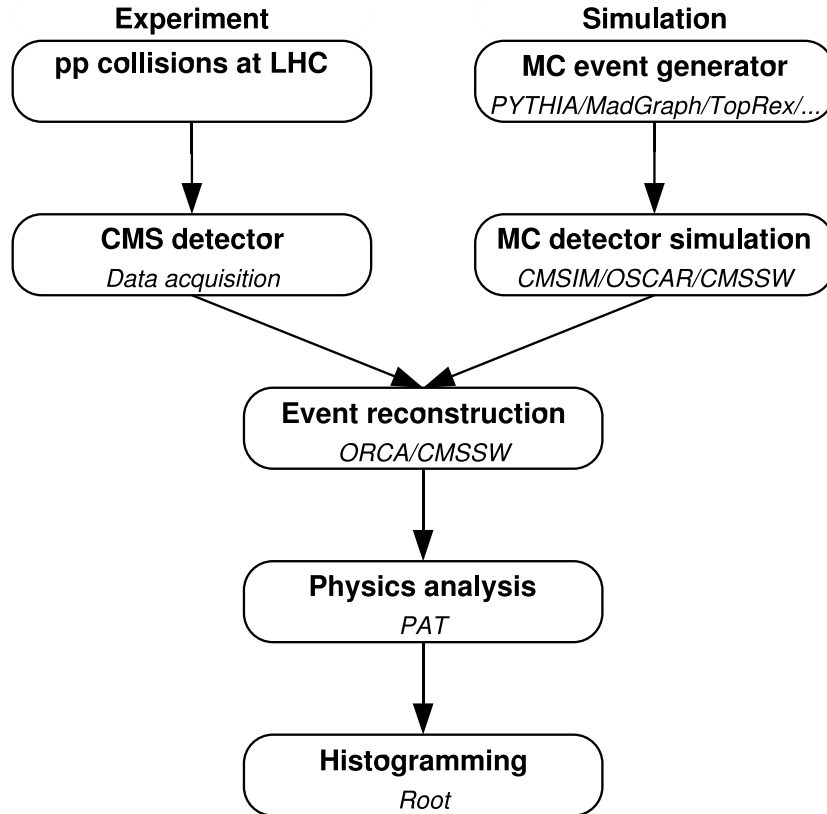 Experiment
Simulation
pp collisions at LHC
MC event generator
PYTHIA/MadGraph/TopRex/...
CMS detector
Data acquisition
MC detector simulation
CMSIM/OSCAR/CMSSW
Event reconstruction
ORCA/CMSSW
Physics analysis
PAT
Histogramming
Root